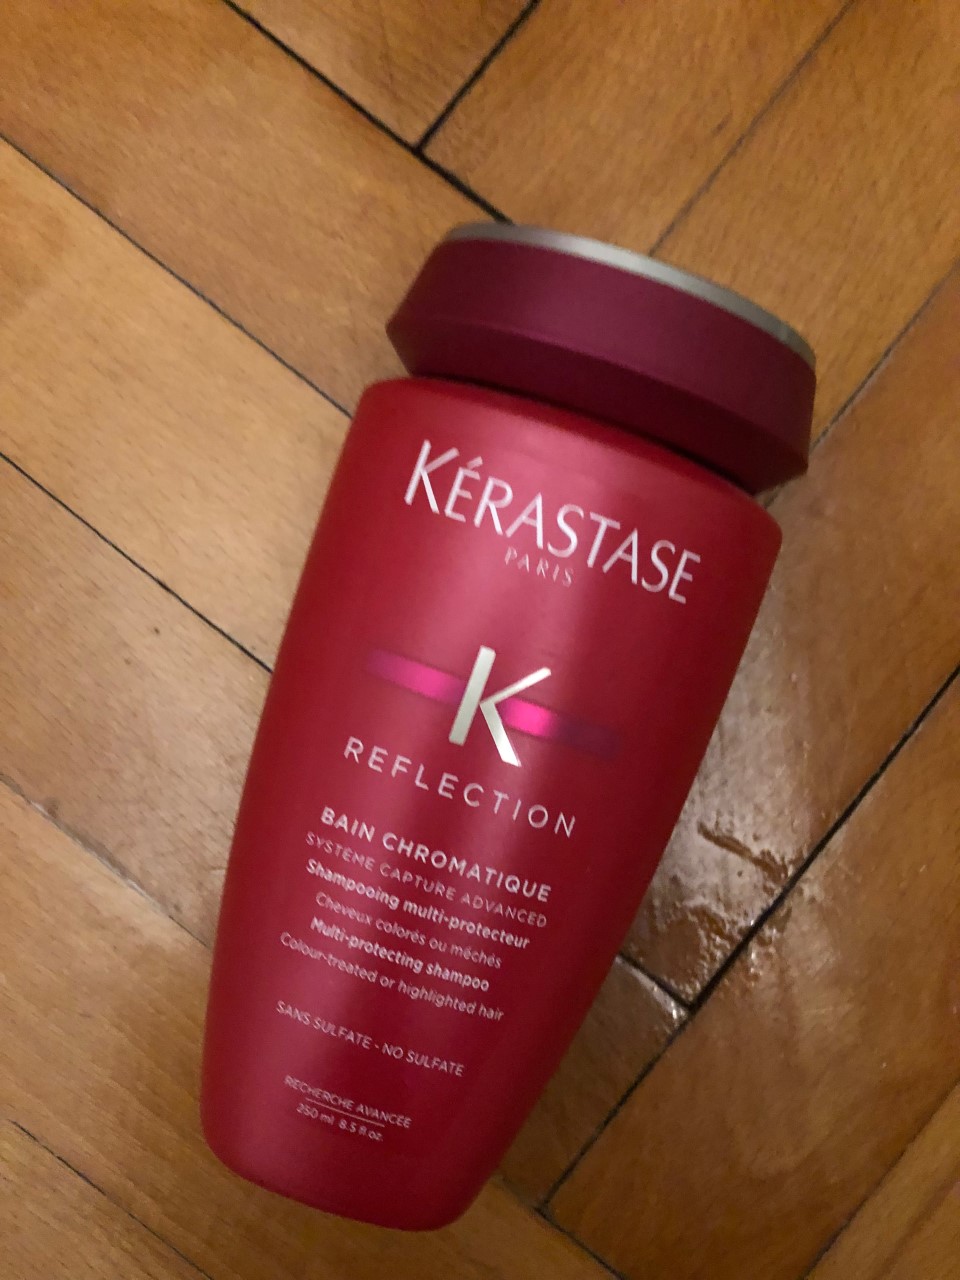 KÉRASTASE
PARIS
K
REFLECTION
BAIN CHROMATIQUE
SYSTÈME CAPTURE ADVANCED
Shampooing multi-protecteur
Cheveux colorés ou méchés
Multi-protecting shampoo
Colour-treated or highlighted hair
SANS SULFATE - NO SULFATE
RECHERCHE AVANCÉE
250 ml 8.5 fl oz.